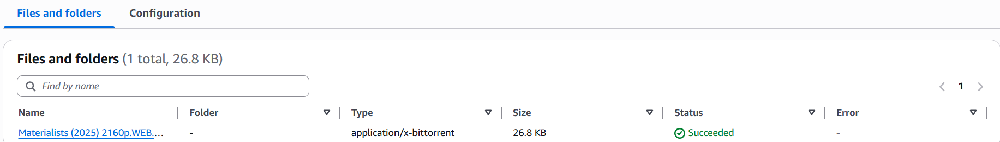 Files and folders
Configuration
Files and folders (1 total, 26.8 KB)
Find by name
1
Name Folder Type Size Status Error
Materialists (2025) 2160p.WEB.... - application/x-bittorrent 26.8 KB Succeeded -